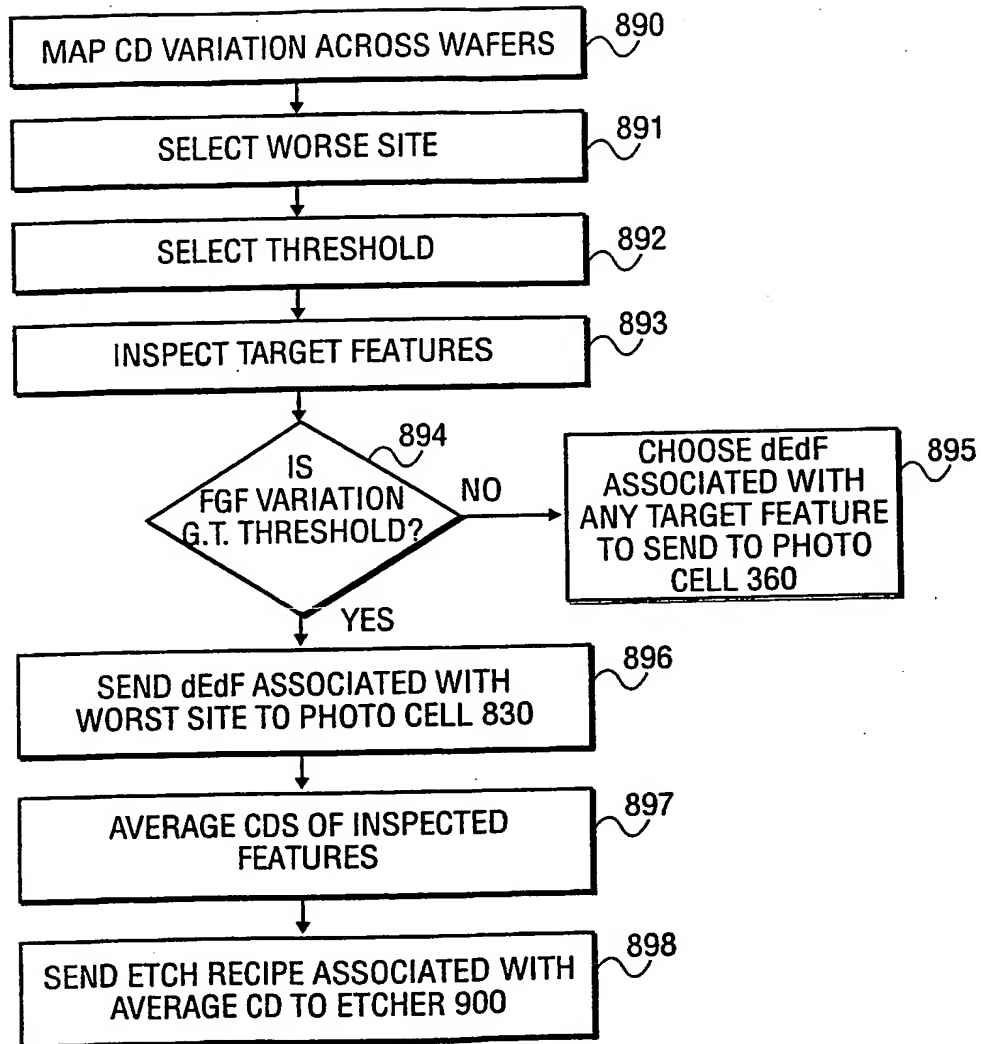 MAP CD VARIATION ACROSS WAFERS
890
SELECT WORSE SITE
891
SELECT THRESHOLD
892
INSPECT TARGET FEATURES
893
IS
FGF VARIATION
G.T. THRESHOLD?
894
NO
CHOOSE dEdF
ASSOCIATED WITH
ANY TARGET FEATURE
TO SEND TO PHOTO
CELL 360
895
YES
SEND dEdF ASSOCIATED WITH
WORST SITE TO PHOTO CELL 830
896
AVERAGE CDS OF INSPECTED
FEATURES
897
SEND ETCH RECIPE ASSOCIATED WITH
AVERAGE CD TO ETCHER 900
898